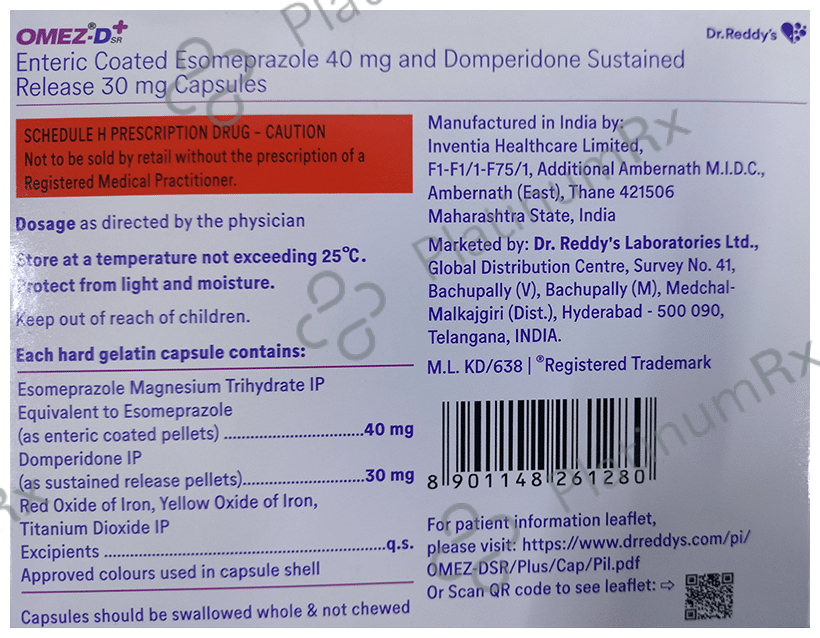 OMEZ®-D+ SR
Dr.Reddy's
Enteric Coated Esomeprazole 40 mg and Domperidone Sustained
Release 30 mg Capsules
SCHEDULE H PRESCRIPTION DRUG - CAUTION
Not to be sold by retail without the prescription of a
Registered Medical Practitioner.
Dosage as directed by the physician
Store at a temperature not exceeding 25°C.
Protect from light and moisture.
Keep out of reach of children.
Each hard gelatin capsule contains:
Esomeprazole Magnesium Trihydrate IP
Equivalent to Esomeprazole
(as enteric coated pellets) ................................40 mg
Domperidone IP
(as sustained release pellets)............................30 mg
Red Oxide of Iron, Yellow Oxide of Iron,
Titanium Dioxide IP
Excipients ........................................................q.s.
Approved colours used in capsule shell
Capsules should be swallowed whole & not chewed
Manufactured in India by:
Inventia Healthcare Limited,
F1-F1/1-F75/1, Additional Ambernath M.I.D.C.,
Ambernath (East), Thane 421506
Maharashtra State, India
Marketed by: Dr. Reddy's Laboratories Ltd.,
Global Distribution Centre, Survey No. 41,
Bachupally (V), Bachupally (M), Medchal-
Malkajgiri (Dist.), Hyderabad - 500 090,
Telangana, INDIA.
M.L. KD/638 | ®Registered Trademark
8 901148 261280
For patient information leaflet,
please visit: https://www.drreddys.com/pi/
OMEZ-DSR/Plus/Cap/Pil.pdf
Or Scan QR code to see leaflet: ⇨
PlatinumRx
PlatinumRx
PlatinumRx
Rx